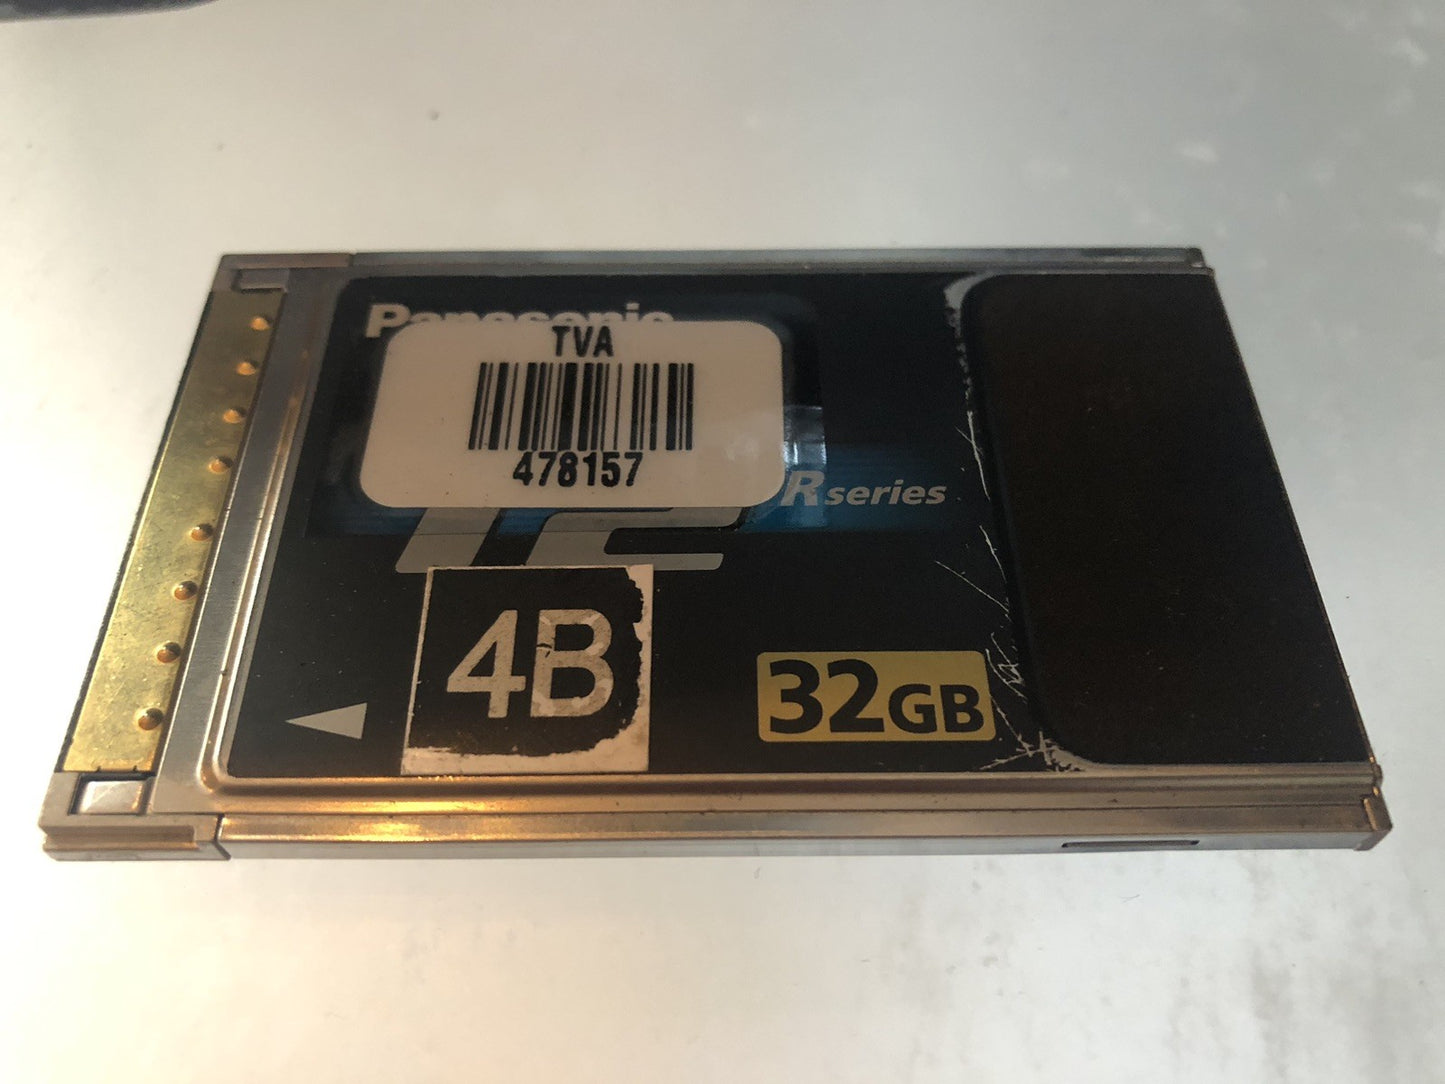 Panasonic
TVA
478157
P2
R series
4B
32GB